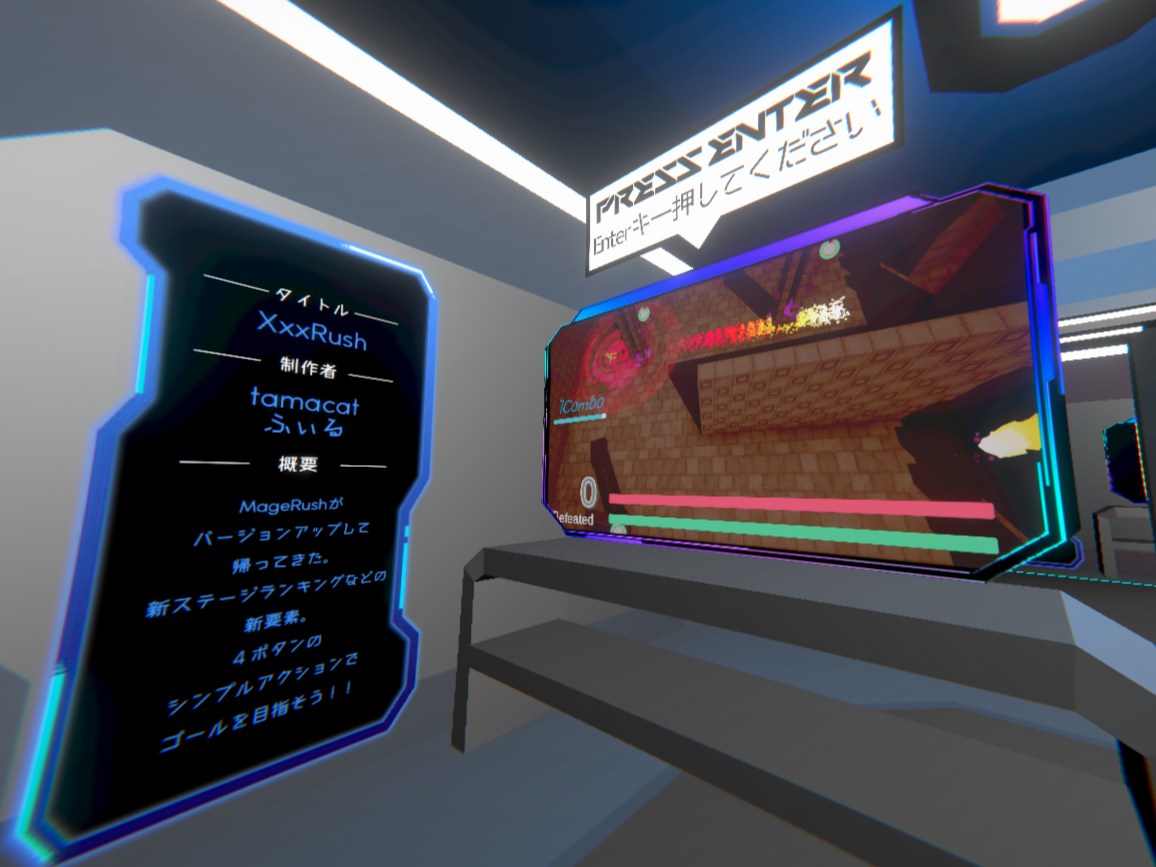 タイトル
XxxRush
制作者
tamacat
ふぃる
概要
MageRushが
バージョンアップして
帰ってきた。
新ステージランキングなどの
新要素。
4ボタンの
シンプルアクションで
ゴールを目指そう！！
PRESS ENTER
Enterキー押してください
1Combo
0
Defeated